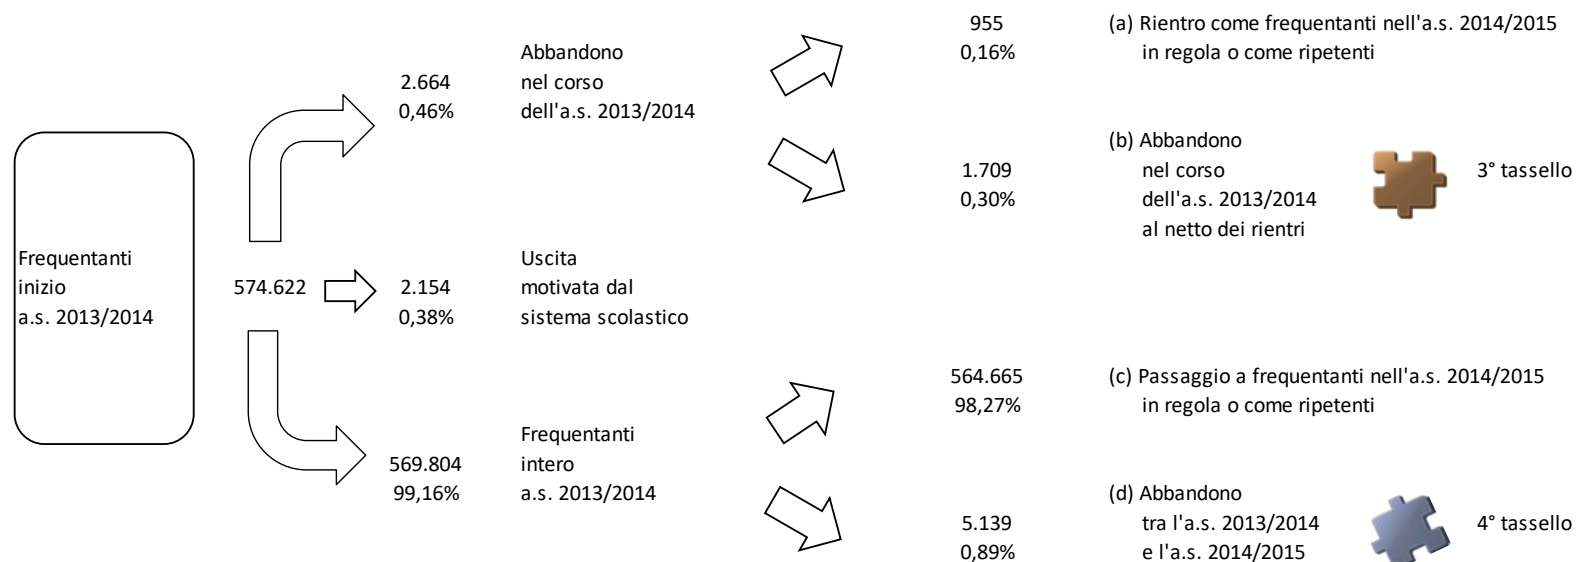 Frequentanti
inizio
a.s. 2013/2014
574.622
2.664
0,46%
Abbandono
nel corso
dell'a.s. 2013/2014
955
0,16%
(a) Rientro come frequentanti nell'a.s. 2014/2015
in regola o come ripetenti
1.709
0,30%
(b) Abbandono
nel corso
dell'a.s. 2013/2014
al netto dei rientri
3° tassello
2.154
0,38%
Uscita
motivata dal
sistema scolastico
569.804
99,16%
Frequentanti
intero
a.s. 2013/2014
564.665
98,27%
(c) Passaggio a frequentanti nell'a.s. 2014/2015
in regola o come ripetenti
5.139
0,89%
(d) Abbandono
tra l'a.s. 2013/2014
e l'a.s. 2014/2015
4° tassello